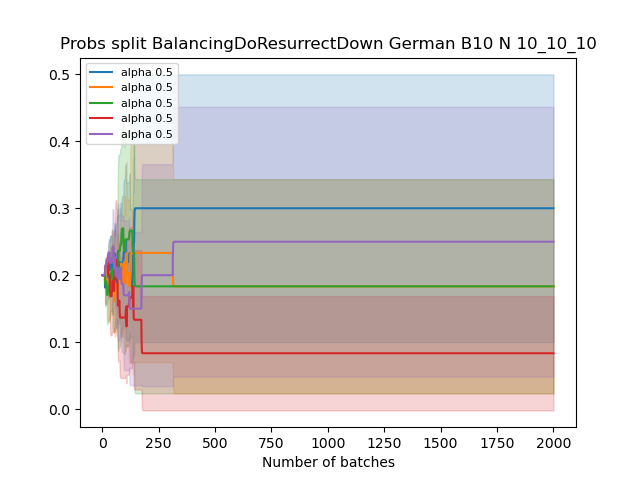 Probs split BalancingDoResurrectDown German B10 N 10_10_10
alpha 0.5
alpha 0.5
alpha 0.5
alpha 0.5
alpha 0.5
0.5
0.4
0.3
0.2
0.1
0.0
0 250 500 750 1000 1250 1500 1750 2000
Number of batches